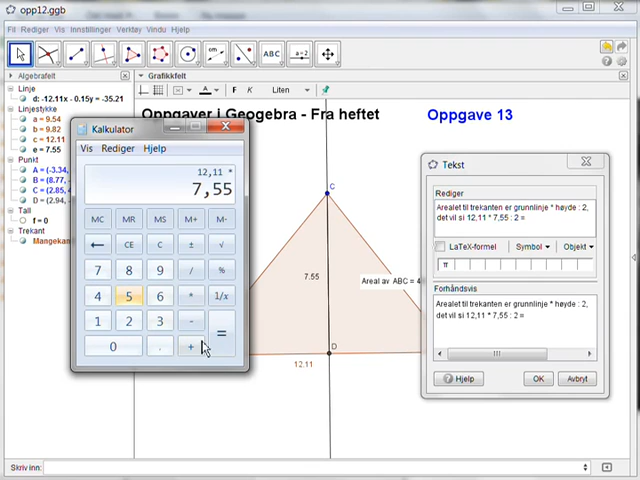 opp12.ggb
Fil Rediger Vis Innstillinger Verktøy Vindu Hjelp
ABC
a=2
Algebrafelt
Grafikkfelt
Linje
d: -12.11x - 0.15y = -35.21
Linjestykke
a = 9.54
b = 9.82
c = 12.11
e = 7.55
Punkt
A = (-3.34,
B = (8.77,
C = (2.85,
D = (2.94,
Tall
f = 0
Trekant
Mangekan
A
F
K
Liten
Oppgaver i Geogebra - Fra heftet
Oppgave 13
C
7.55
Areal av ABC = 4
D
12.11
Kalkulator
Vis Rediger Hjelp
12,11 *
7,55
MC MR MS M+ M-
← CE C ± √
7 8 9 / %
4 5 6 * 1/x
1 2 3 - =
0 , +
Tekst
Rediger
Arealet til trekanten er grunnlinje * høyde : 2,
det vil si 12,11 * 7,55 : 2 =
LaTeX-formel Symbol Objekt
π
Forhåndsvis
Arealet til trekanten er grunnlinje * høyde : 2,
det vil si 12,11 * 7,55 : 2 =
Hjelp OK Avbryt
Skriv inn: